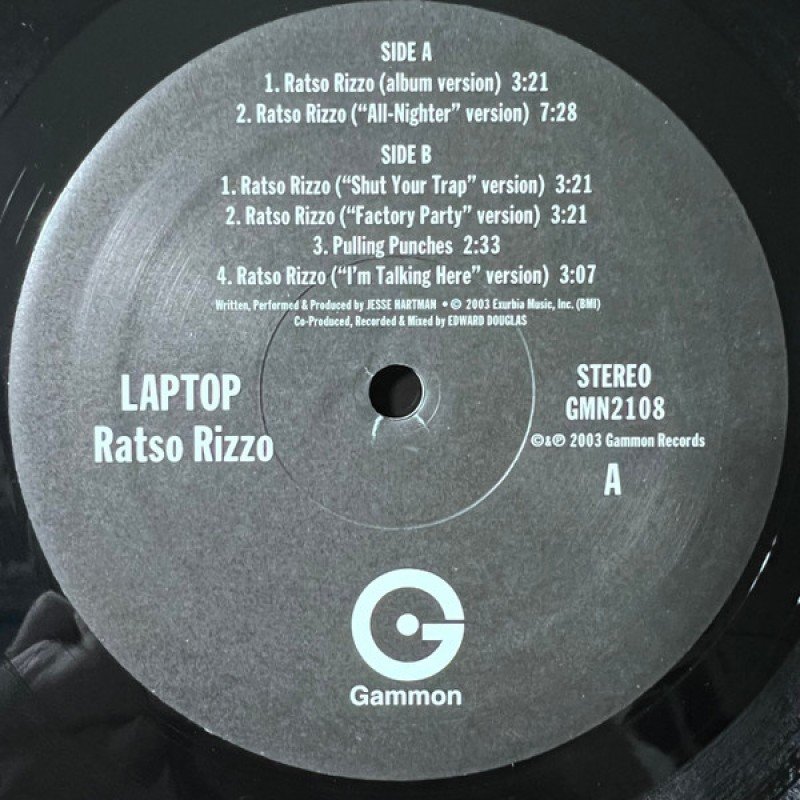 SIDE A
1. Ratso Rizzo (album version) 3:21
2. Ratso Rizzo (“All-Nighter” version) 7:28
SIDE B
1. Ratso Rizzo (“Shut Your Trap” version) 3:21
2. Ratso Rizzo (“Factory Party” version) 3:21
3. Pulling Punches 2:33
4. Ratso Rizzo (“I'm Talking Here” version) 3:07
Written, Performed & Produced by JESSE HARTMAN • © 2003 Exurbia Music, Inc. (BMI)
Co-Produced, Recorded & Mixed by EDWARD DOUGLAS
LAPTOP
Ratso Rizzo
STEREO
GMN2108
©&℗ 2003 Gammon Records
A
G
Gammon